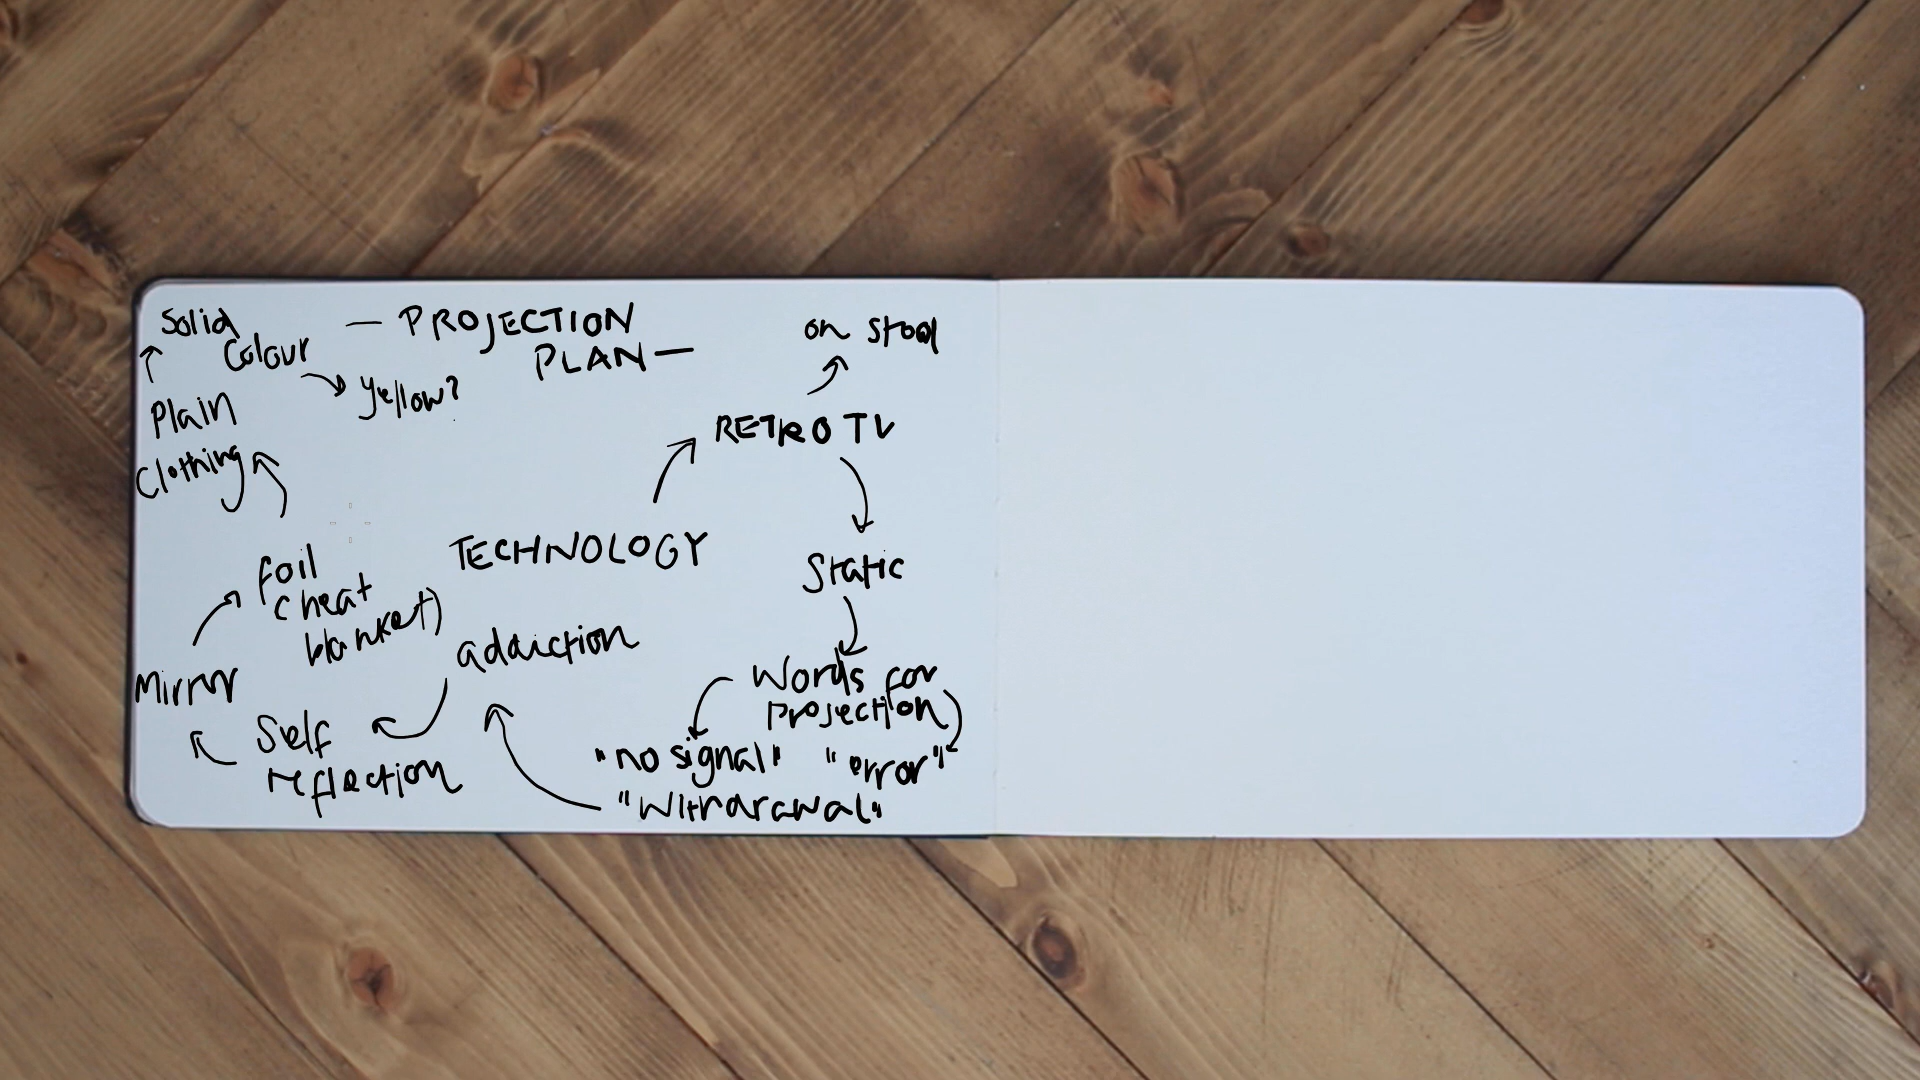 — PROJECTION
PLAN —
Solid
Colour
yellow?
Plain
Clothing
foil
(heat
blanket)
Mirror
Self
reflection
TECHNOLOGY
addiction
on stool
RETRO TV
Static
Words for
projection
"no signal" "error"
"Withdrawal"